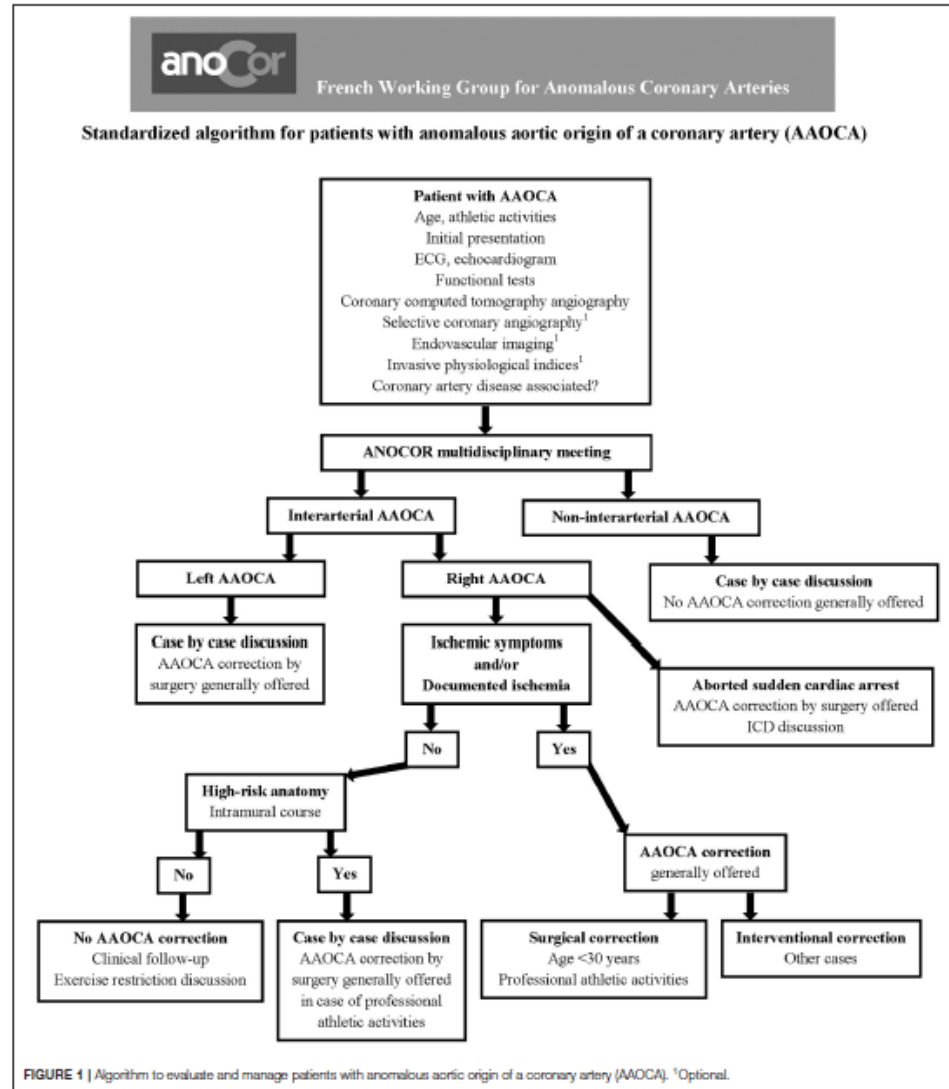 anoCor
French Working Group for Anomalous Coronary Arteries
Standardized algorithm for patients with anomalous aortic origin of a coronary artery (AAOCA)
Patient with AAOCA
Age, athletic activities
Initial presentation
ECG, echocardiogram
Functional tests
Coronary computed tomography angiography
Selective coronary angiography¹
Endovascular imaging¹
Invasive physiological indices¹
Coronary artery disease associated?
ANOCOR multidisciplinary meeting
Interarterial AAOCA
Non-interarterial AAOCA
Left AAOCA
Right AAOCA
Case by case discussion
No AAOCA correction generally offered
Case by case discussion
AAOCA correction by
surgery generally offered
Ischemic symptoms
and/or
Documented ischemia
Aborted sudden cardiac arrest
AAOCA correction by surgery offered
ICD discussion
No
Yes
High-risk anatomy
Intramural course
AAOCA correction
generally offered
No
Yes
No AAOCA correction
Clinical follow-up
Exercise restriction discussion
Case by case discussion
AAOCA correction by
surgery generally offered
in case of professional
athletic activities
Surgical correction
Age <30 years
Professional athletic activities
Interventional correction
Other cases
FIGURE 1 | Algorithm to evaluate and manage patients with anomalous aortic origin of a coronary artery (AAOCA). ¹Optional.